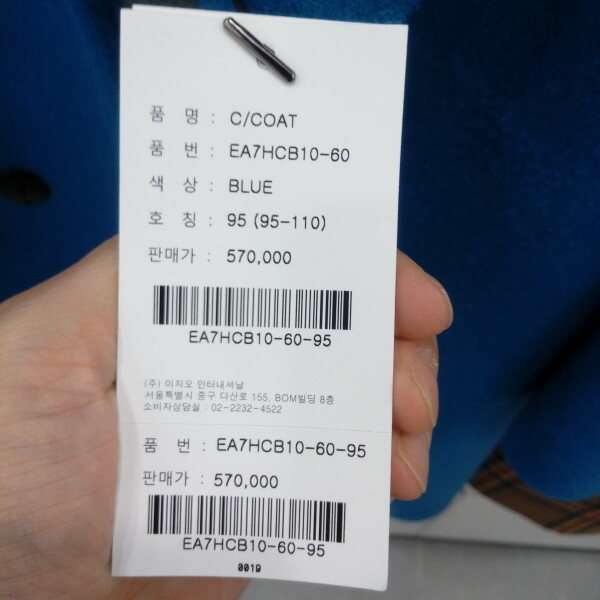 품 명 : C/COAT
품 번 : EA7HCB10-60
색 상 : BLUE
호 칭 : 95 (95-110)
판매가 : 570,000
EA7HCB10-60-95
(주) 이지오 인터내셔날
서울특별시 중구 다산로 155, BOM빌딩 8층
소비자상담실 : 02-2232-4522
품 번 : EA7HCB10-60-95
판매가 : 570,000
EA7HCB10-60-95
0019